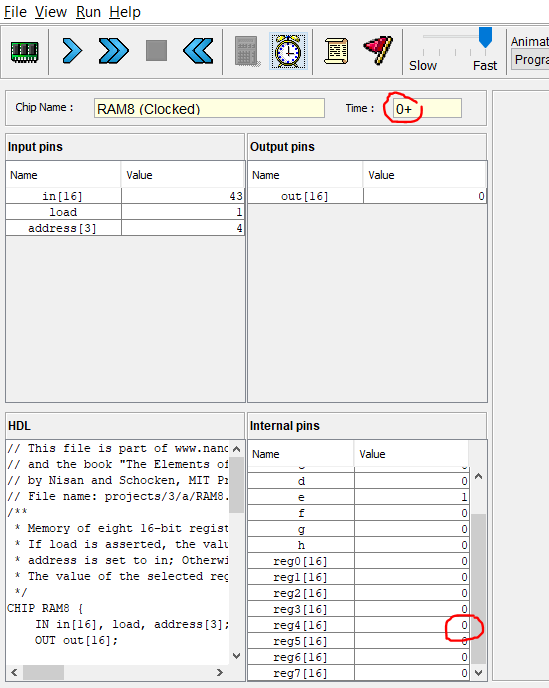 File View Run Help
Slow Fast
Animat
Progra
Chip Name : RAM8 (Clocked) Time : 0+
Input pins
Name Value
in[16] 43
load 1
address[3] 4
Output pins
Name Value
out[16] 0
HDL
// This file is part of www.nand
// and the book "The Elements of
// by Nisan and Schocken, MIT Pr
// File name: projects/3/a/RAM8.
/**
* Memory of eight 16-bit regist
* If load is asserted, the valu
* address is set to in; Otherwi
* The value of the selected reg
*/
CHIP RAM8 {
IN in[16], load, address[3];
OUT out[16];
Internal pins
Name Value
d 0
e 1
f 0
g 0
h 0
reg0[16] 0
reg1[16] 0
reg2[16] 0
reg3[16] 0
reg4[16] 0
reg5[16] 0
reg6[16] 0
reg7[16] 0